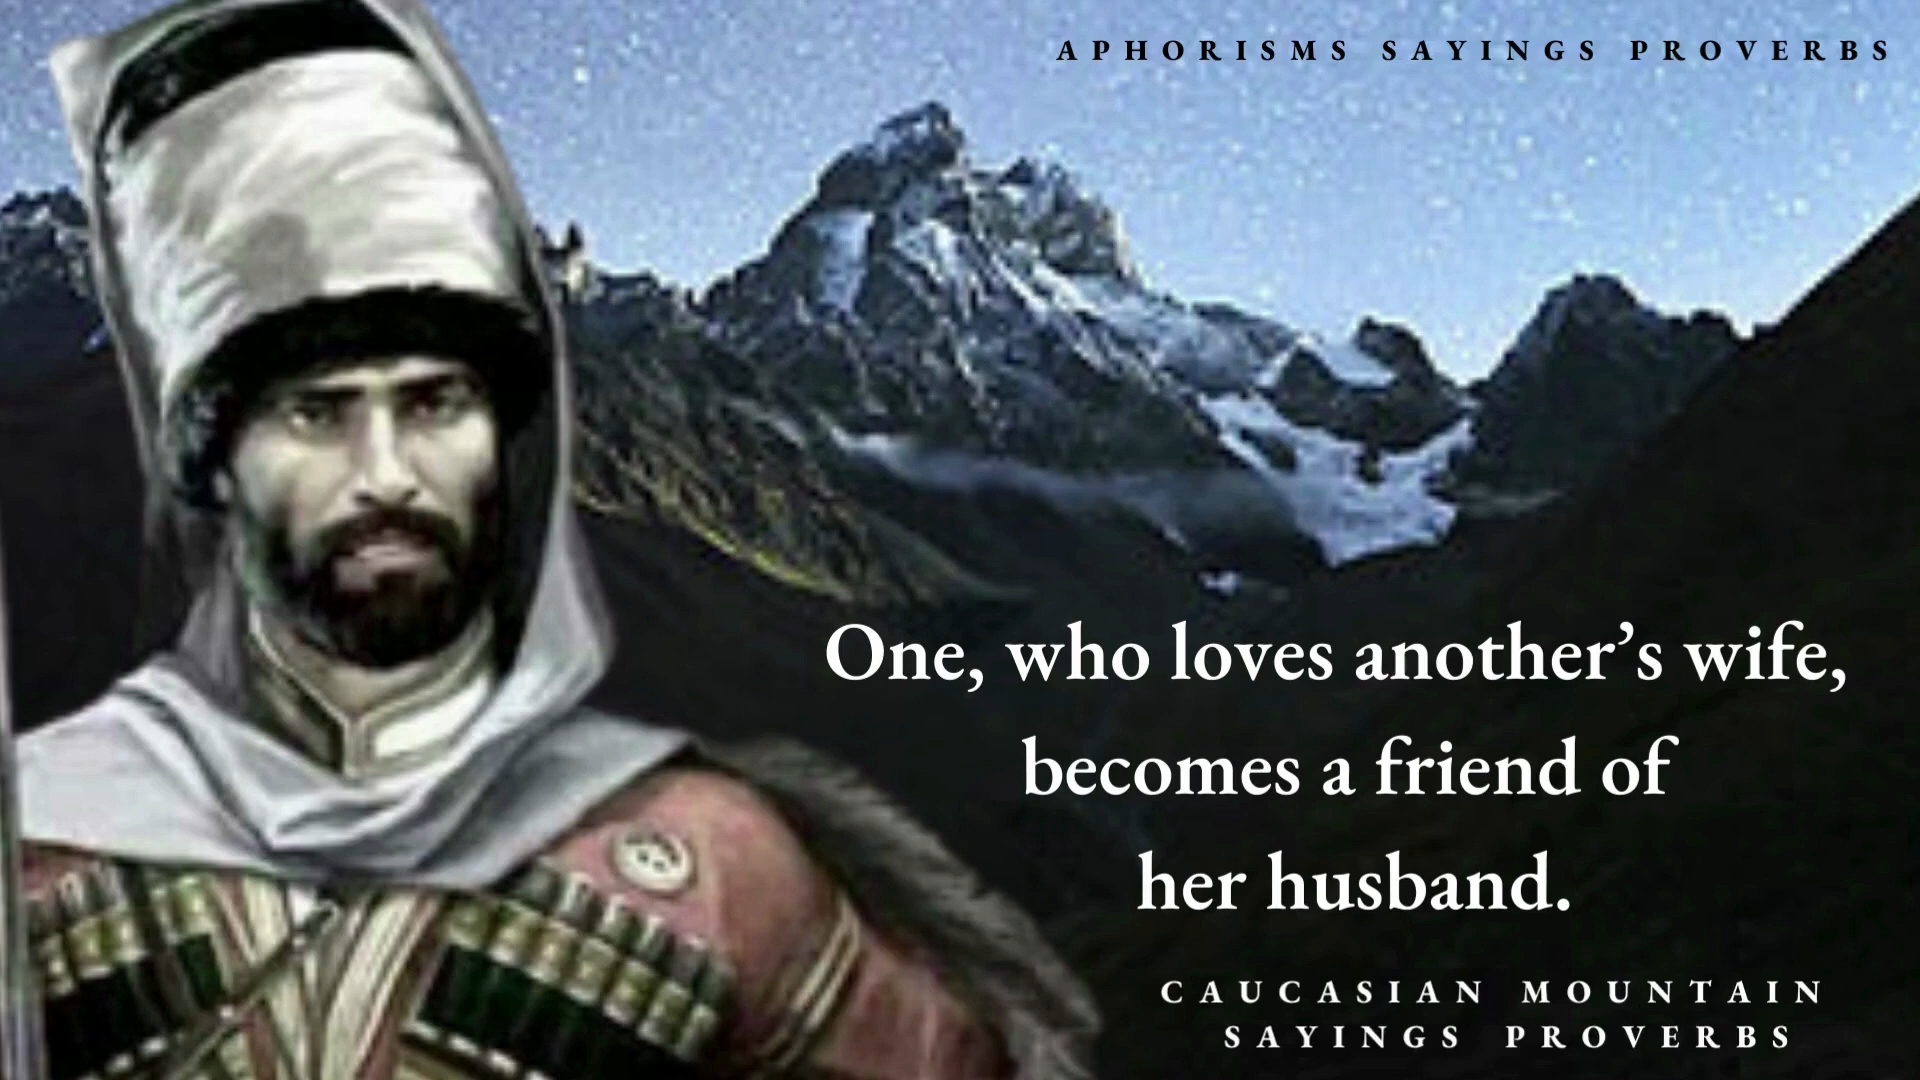 APHORISMS SAYINGS PROVERBS
One, who loves another’s wife,
becomes a friend of
her husband.
CAUCASIAN MOUNTAIN
SAYINGS PROVERBS